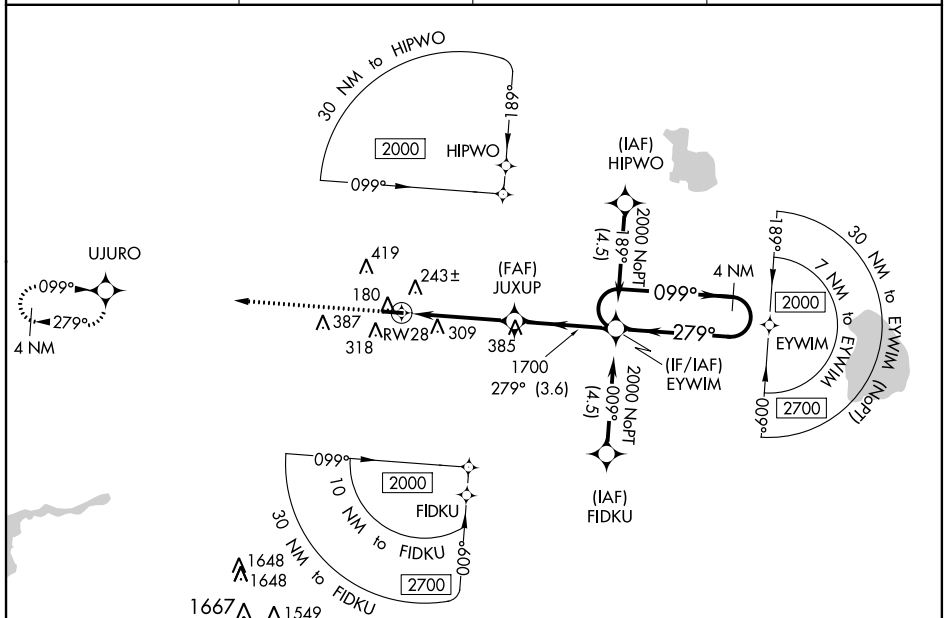 30 NM to HIPWO
189°
2000
HIPWO
099°
(IAF)
HIPWO
2000 NoPT
189°
(4.5)
UJURO
099°
279°
4 NM
419
243±
180
387
318
RW28
309
(FAF)
JUXUP
385
1700
279° (3.6)
4 NM
099°
279°
(IF/IAF)
EYWIM
189°
30 NM to EYWIM (NoPT)
7 NM to EYWIM
2000
EYWIM
2700
009°
2000 NoPT
009°
(4.5)
(IAF)
FIDKU
099°
2000
FIDKU
10 NM to FIDKU
30 NM to FIDKU
009°
2700
1648
1648
1667
1549